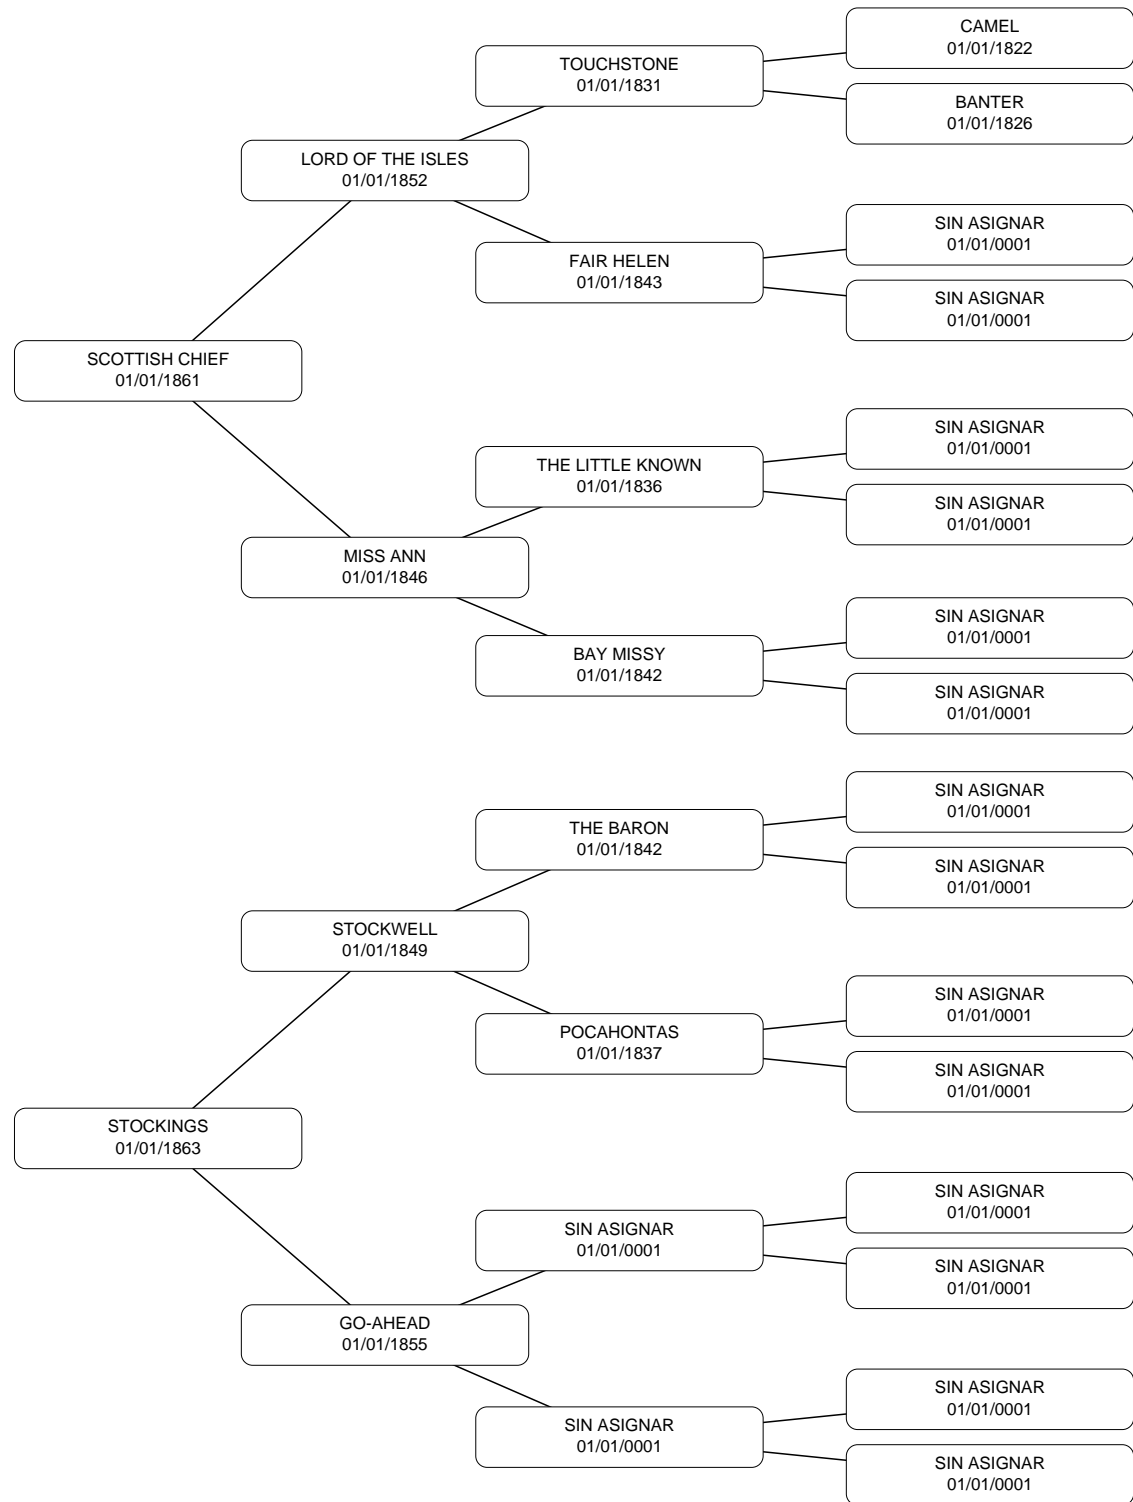 CAMEL
01/01/1822
TOUCHSTONE
01/01/1831
BANTER
01/01/1826
LORD OF THE ISLES
01/01/1852
SIN ASIGNAR
01/01/0001
FAIR HELEN
01/01/1843
SIN ASIGNAR
01/01/0001
SCOTTISH CHIEF
01/01/1861
SIN ASIGNAR
01/01/0001
THE LITTLE KNOWN
01/01/1836
SIN ASIGNAR
01/01/0001
MISS ANN
01/01/1846
SIN ASIGNAR
01/01/0001
BAY MISSY
01/01/1842
SIN ASIGNAR
01/01/0001
SIN ASIGNAR
01/01/0001
THE BARON
01/01/1842
SIN ASIGNAR
01/01/0001
STOCKWELL
01/01/1849
SIN ASIGNAR
01/01/0001
POCAHONTAS
01/01/1837
SIN ASIGNAR
01/01/0001
STOCKINGS
01/01/1863
SIN ASIGNAR
01/01/0001
SIN ASIGNAR
01/01/0001
SIN ASIGNAR
01/01/0001
GO-AHEAD
01/01/1855
SIN ASIGNAR
01/01/0001
SIN ASIGNAR
01/01/0001
SIN ASIGNAR
01/01/0001